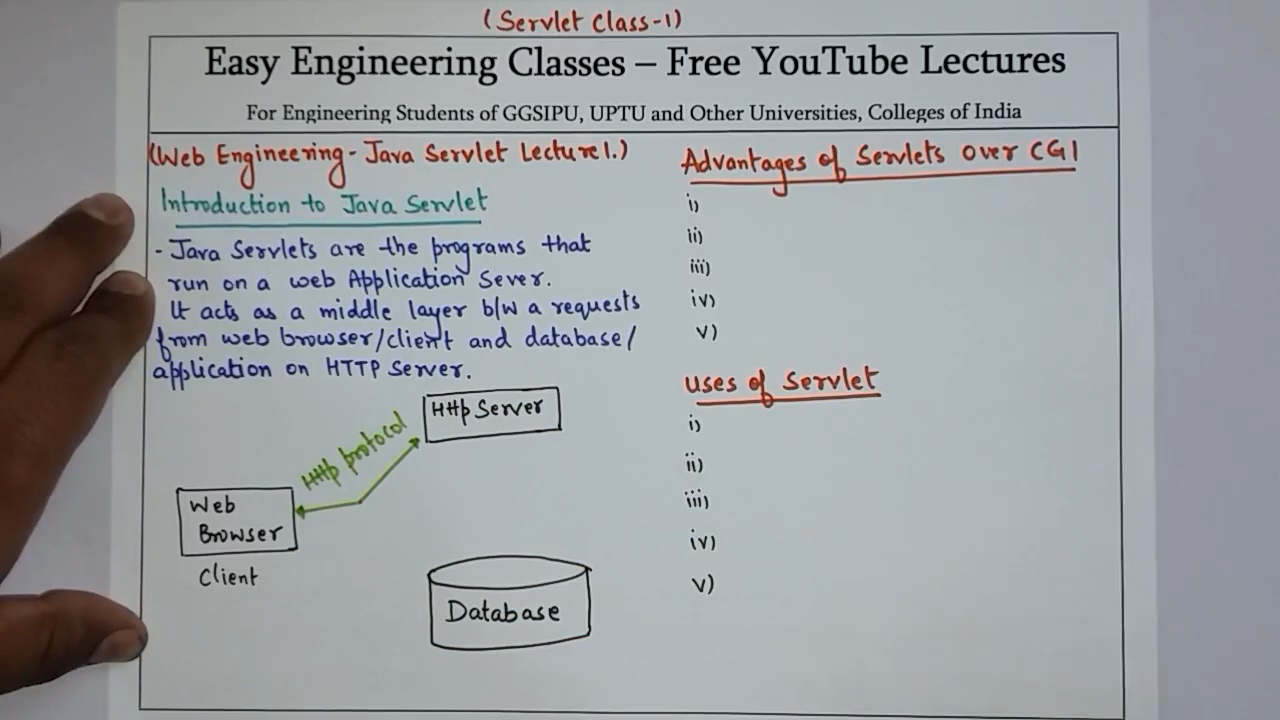 (Servlet Class-1)
Easy Engineering Classes – Free YouTube Lectures
For Engineering Students of GGSIPU, UPTU and Other Universities, Colleges of India
(Web Engineering - Java Servlet Lecture 1.)
Introduction to Java Servlet
- Java Servlets are the programs that
run on a web Application Sever.
It acts as a middle layer b/w a requests
from web browser/client and database/
application on HTTP Server.
Http Server
Http protocol
Web
Browser
Client
Database
Advantages of Servlets Over CGI
i)
ii)
iii)
iv)
v)
Uses of Servlet
i)
ii)
iii)
iv)
v)